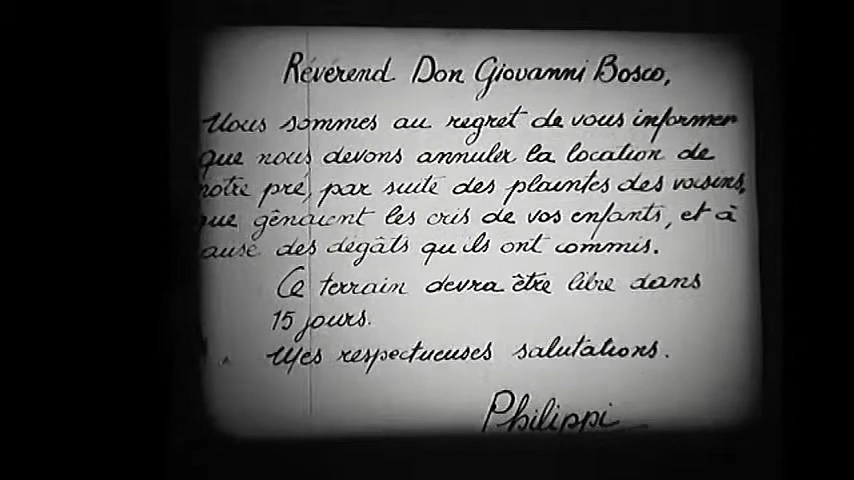 Révérend Don Giovanni Bosco,
Nous sommes au regret de vous informer
que nous devons annuler la location de
notre pré, par suite des plaintes des voisins,
que gênaient les cris de vos enfants, et à
ause des dégâts qu'ils ont commis.
Ce terrain devra être libre dans
15 jours.
Mes respectueuses salutations.
Philippi